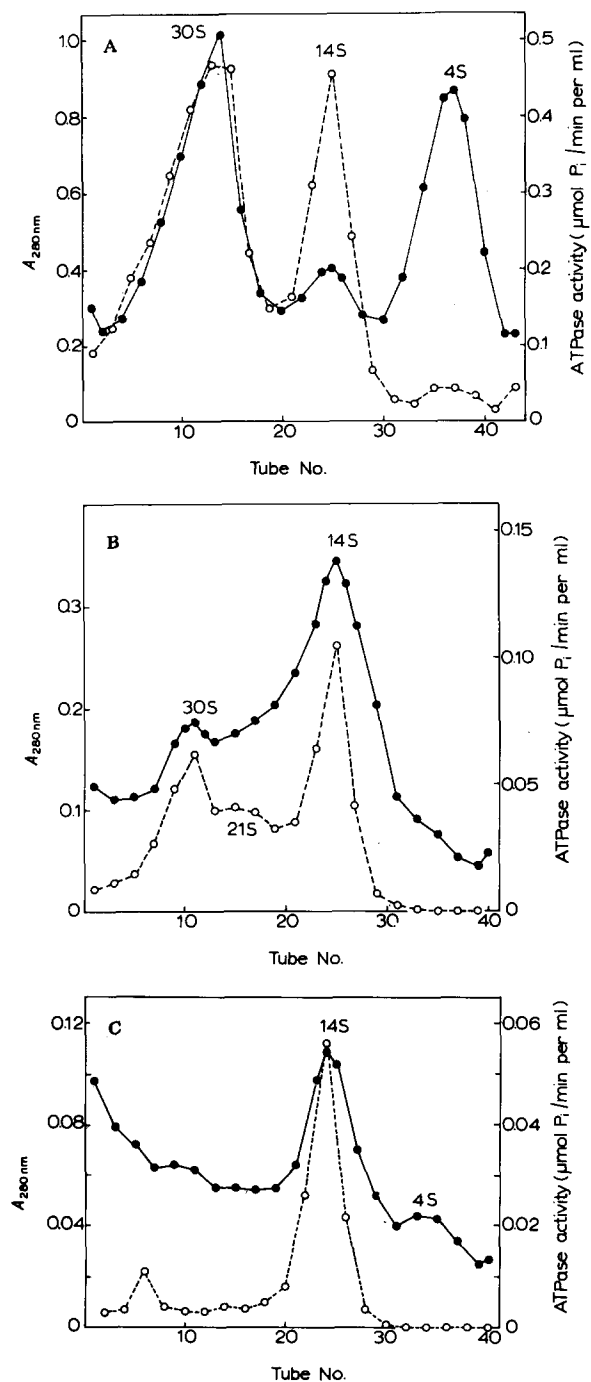 A
30S
14S
4S
1.0
0.8
0.6
0.4
0.2
0
A280nm
0.5
0.4
0.3
0.2
0.1
0
ATPase activity (μmol Pi /min per ml)
10
20
30
40
Tube No.
B
14S
30S
21S
0.3
0.2
0.1
0
A280nm
0.15
0.10
0.05
0
ATPase activity (μmol Pi /min per ml)
10
20
30
40
Tube No.
C
14S
4S
0.12
0.08
0.04
0
A280nm
0.06
0.04
0.02
0
ATPase activity (μmol Pi /min per ml)
10
20
30
40
Tube No.